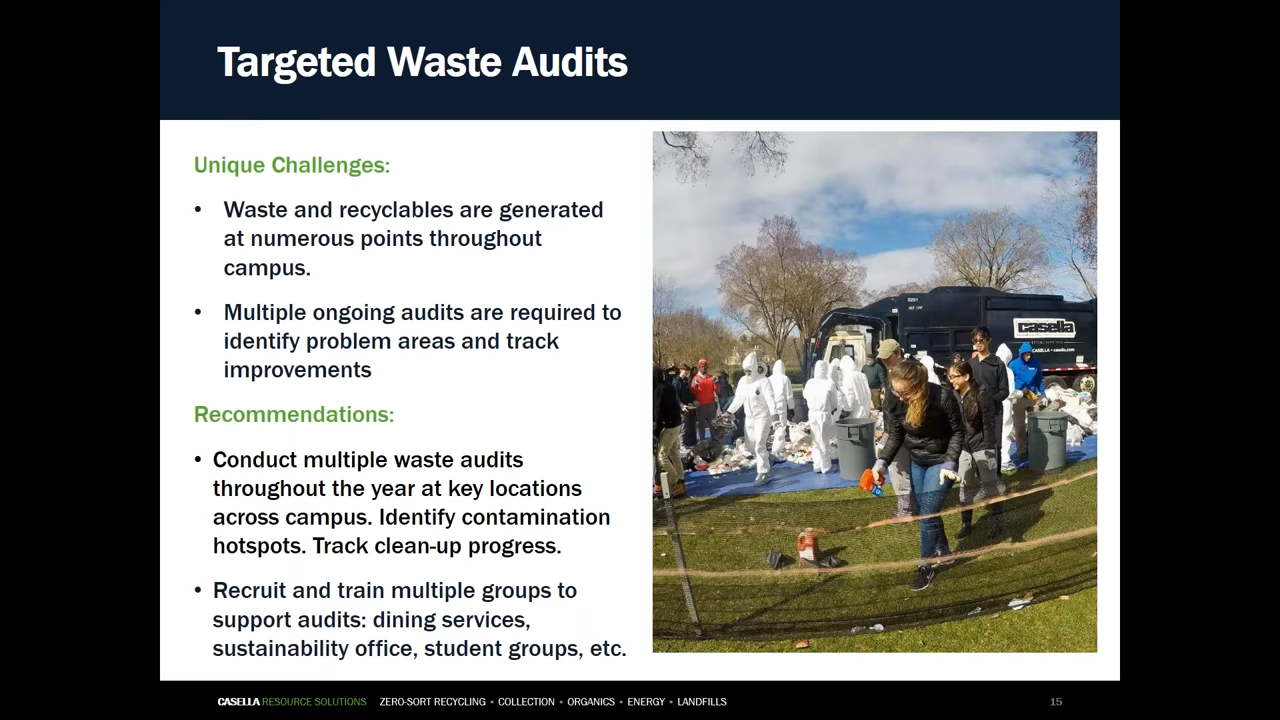 Targeted Waste Audits
Unique Challenges:
• Waste and recyclables are generated
at numerous points throughout
campus.
• Multiple ongoing audits are required to
identify problem areas and track
improvements
Recommendations:
• Conduct multiple waste audits
throughout the year at key locations
across campus. Identify contamination
hotspots. Track clean-up progress.
• Recruit and train multiple groups to
support audits: dining services,
sustainability office, student groups, etc.
casella
CASELLA • casella.com
CASELLA RESOURCE SOLUTIONS ZERO-SORT RECYCLING • COLLECTION • ORGANICS • ENERGY • LANDFILLS
15